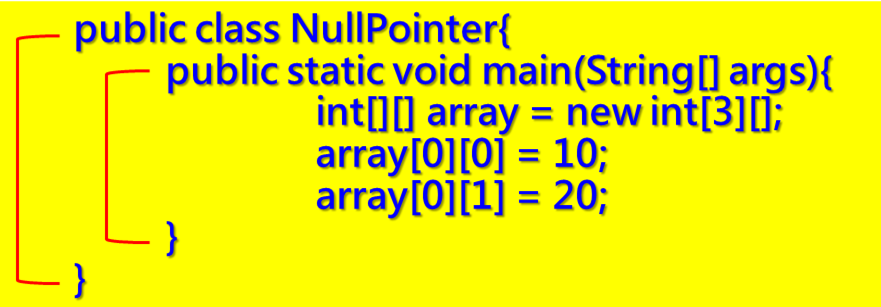 public class NullPointer{
public static void main(String[] args){
int[][] array = new int[3][];
array[0][0] = 10;
array[0][1] = 20;
}
}